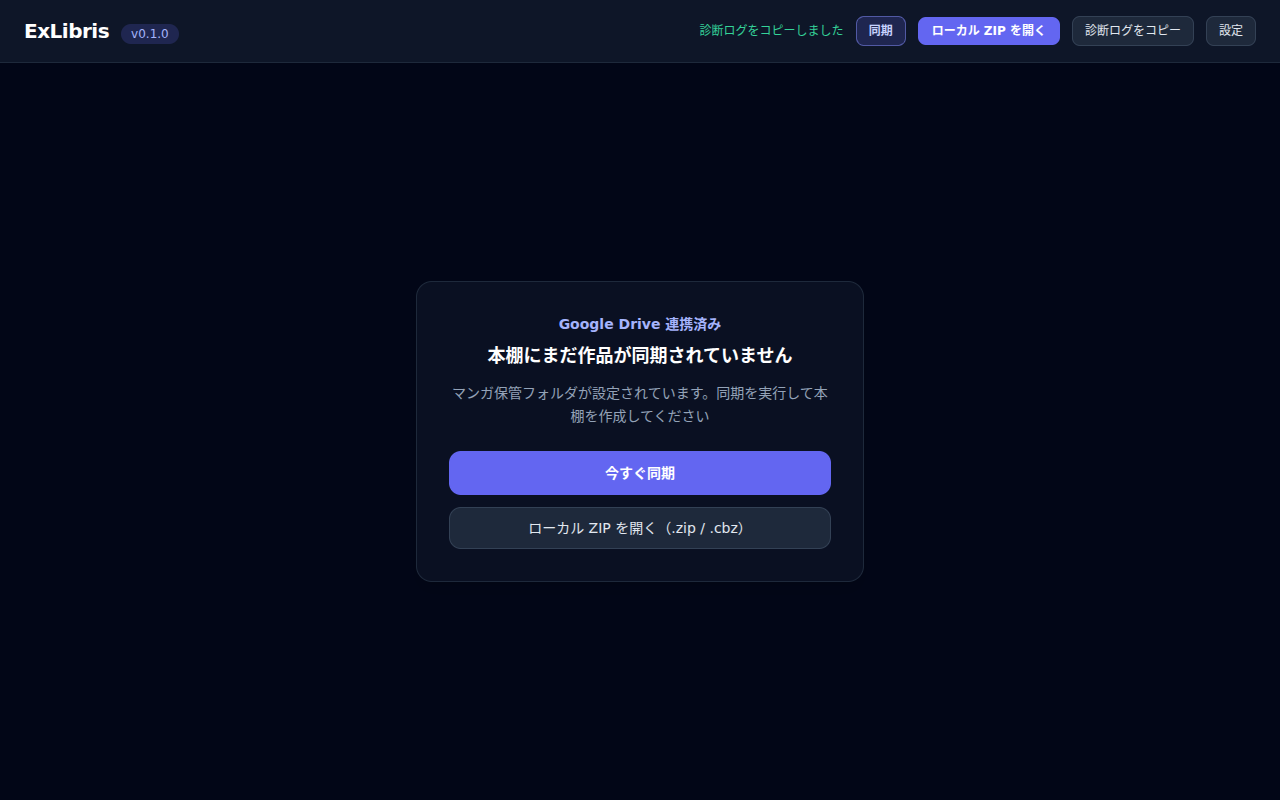 ExLibris
v0.1.0
診断ログをコピーしました
同期
ローカル ZIP を開く
診断ログをコピー
設定
Google Drive 連携済み
本棚にまだ作品が同期されていません
マンガ保管フォルダが設定されています。同期を実行して本
棚を作成してください
今すぐ同期
ローカル ZIP を開く（.zip / .cbz）